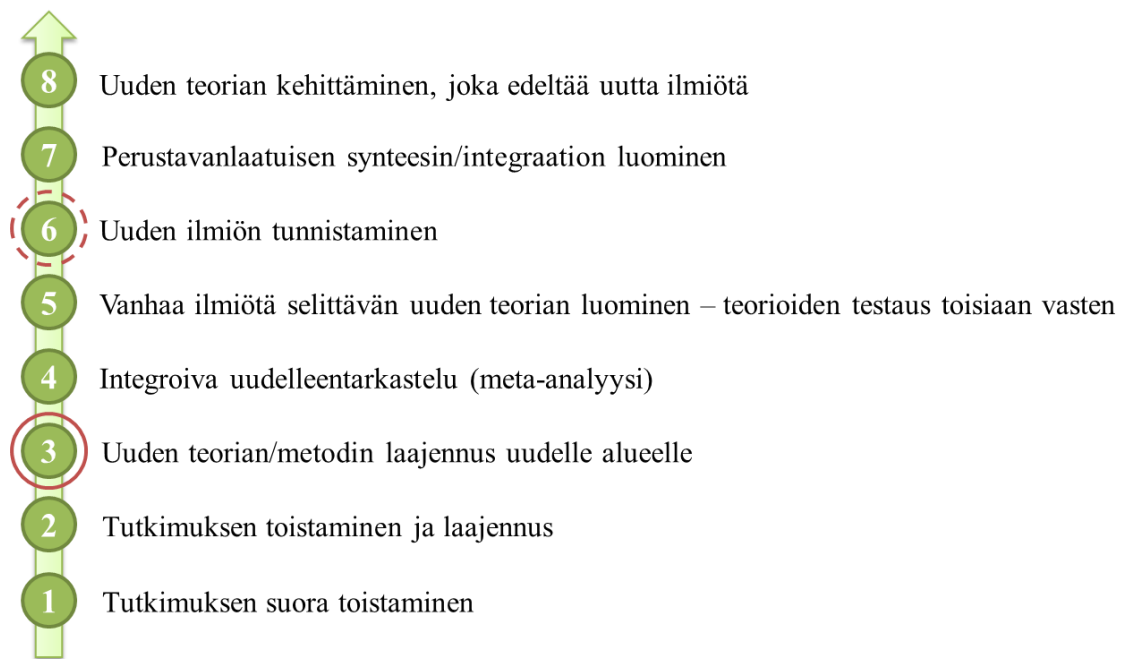 8 Uuden teorian kehittäminen, joka edeltää uutta ilmiötä
7 Perustavanlaatuisen synteesin/integraation luominen
6 Uuden ilmiön tunnistaminen
5 Vanhaa ilmiötä selittävän uuden teorian luominen – teorioiden testaus toisiaan vasten
4 Integroiva uudelleentarkastelu (meta-analyysi)
3 Uuden teorian/metodin laajennus uudelle alueelle
2 Tutkimuksen toistaminen ja laajennus
1 Tutkimuksen suora toistaminen